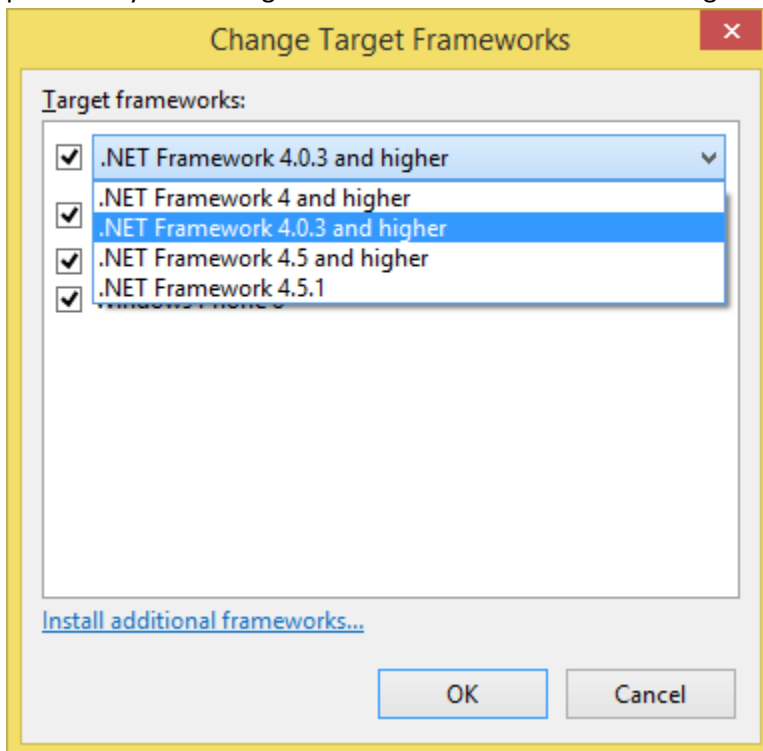 Change Target Frameworks
Target frameworks:
.NET Framework 4.0.3 and higher
.NET Framework 4 and higher
.NET Framework 4.0.3 and higher
.NET Framework 4.5 and higher
.NET Framework 4.5.1
Install additional frameworks...
OK
Cancel